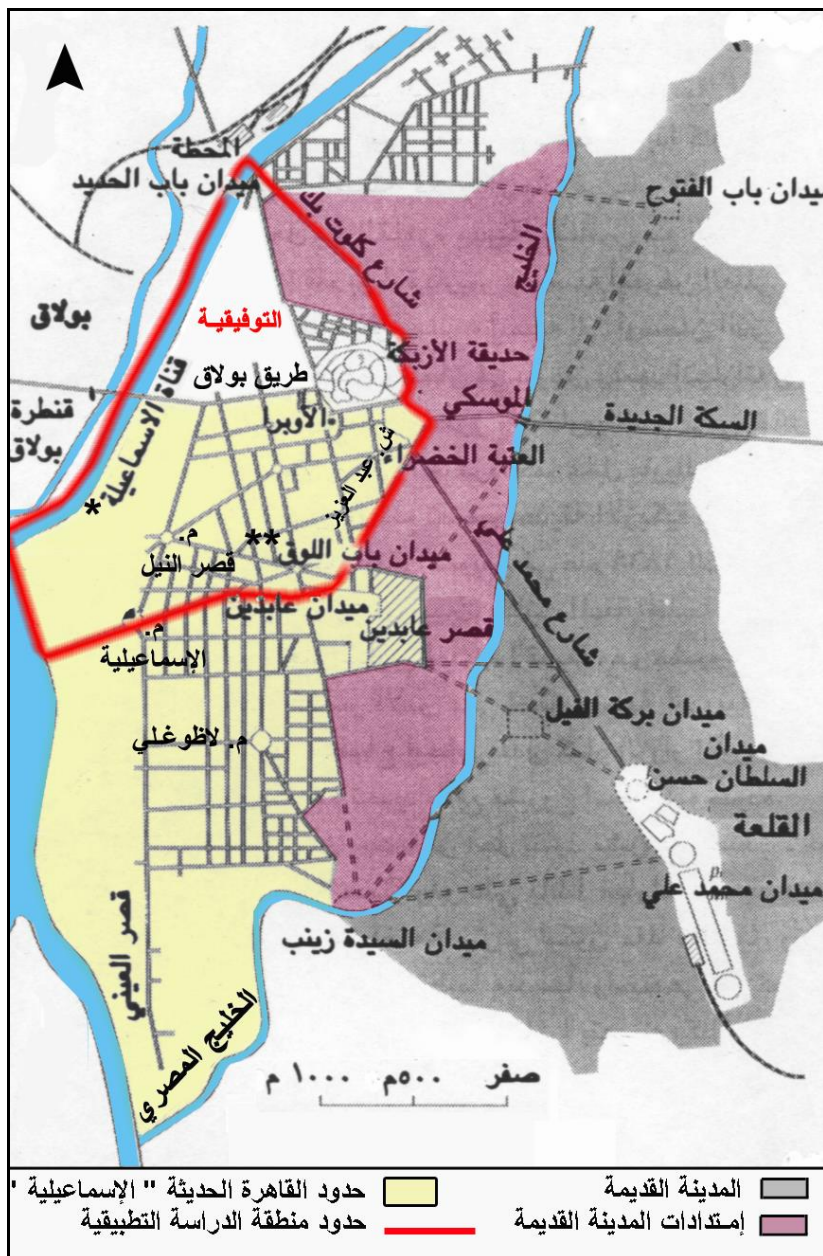 المحطة
ميدان باب الحديد
ميدان باب الفتوح
شارع كلوت بك
الخليج
بولاق
التوفيقية
حديقة الأزبكة
طريق بولاق
قناة الاسماعيلة
قنطرة
بولاق
الأوبرا
الموسكي
السكة الجديدة
العتبة الخضراء
ش. عبد العزيز
*
**
م.
قصر النيل
ميدان باب اللوق
ميدان عابدين
قصر عابدين
شارع محمد
م.
الإسماعيلية
ميدان بركة الفيل
م. لاظوغلي
ميدان
السلطان حسن
القلعة
ميدان محمد علي
ميدان السيدة زينب
قصر العيني
الخليج المصري
صفر ٥٠٠م ١٠٠٠ م
المدينة القديمة
حدود القاهرة الحديثة " الإسماعيلية "
إمتدادات المدينة القديمة
حدود منطقة الدراسة التطبيقية